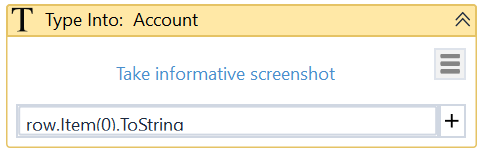 T Type Into: Account
Take informative screenshot
row.Item(0).ToString
+